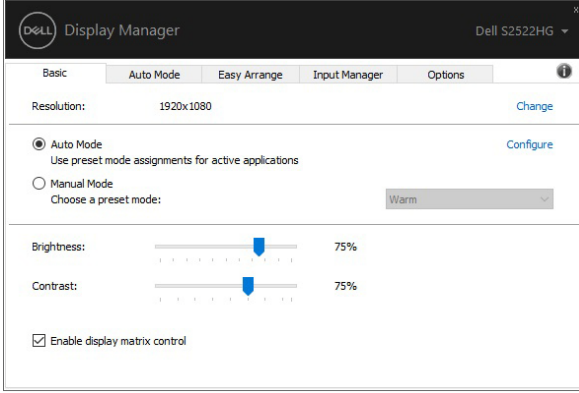 DELL Display Manager
Dell S2522HG
Basic Auto Mode Easy Arrange Input Manager Options
Resolution: 1920x1080 Change
Auto Mode Configure
Use preset mode assignments for active applications
Manual Mode
Choose a preset mode: Warm
Brightness: 75%
Contrast: 75%
Enable display matrix control